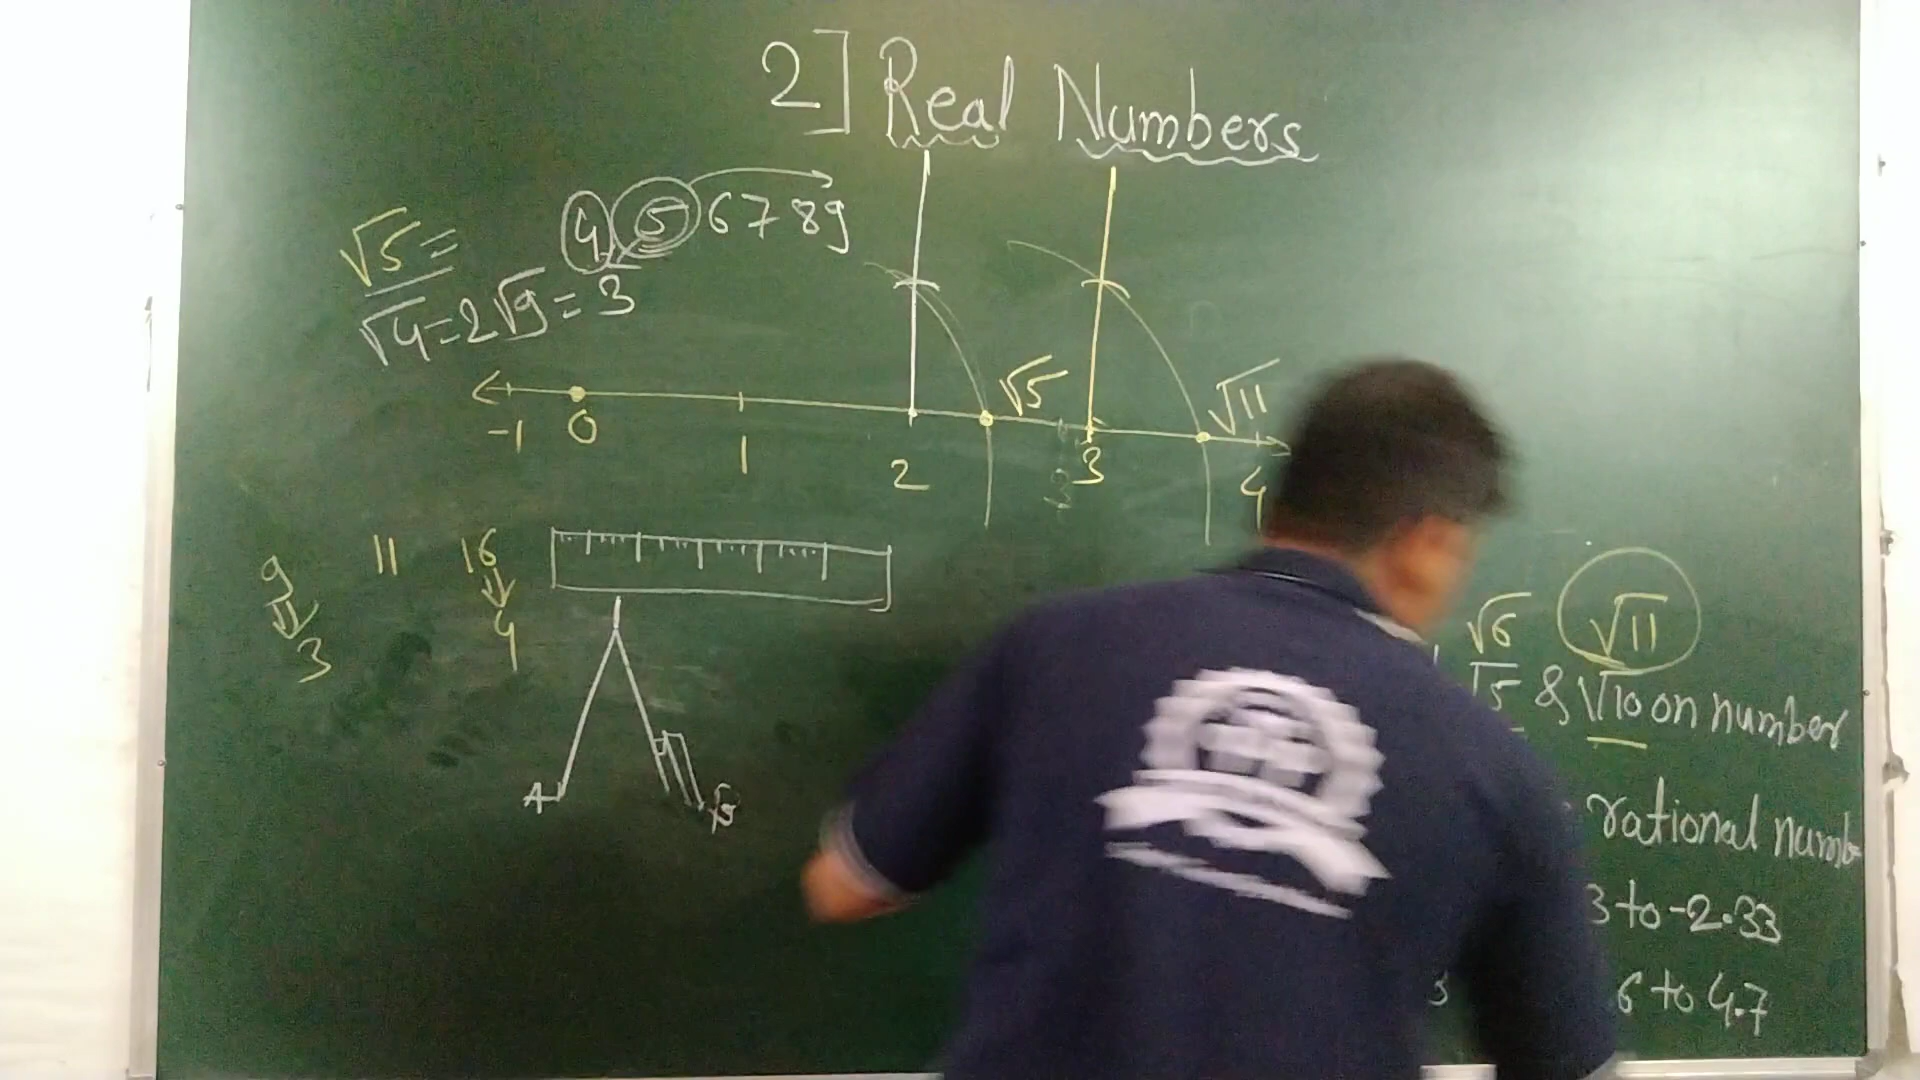 2] Real Numbers
√5 =
4 5 6 7 8 9
√4=2 √9=3
√5
√11
-1 0 1 2 3 4
9 11 16
3 4
√6 √11
√5 & √10 on number
rational numb
3 to -2.33
6 to 4.7